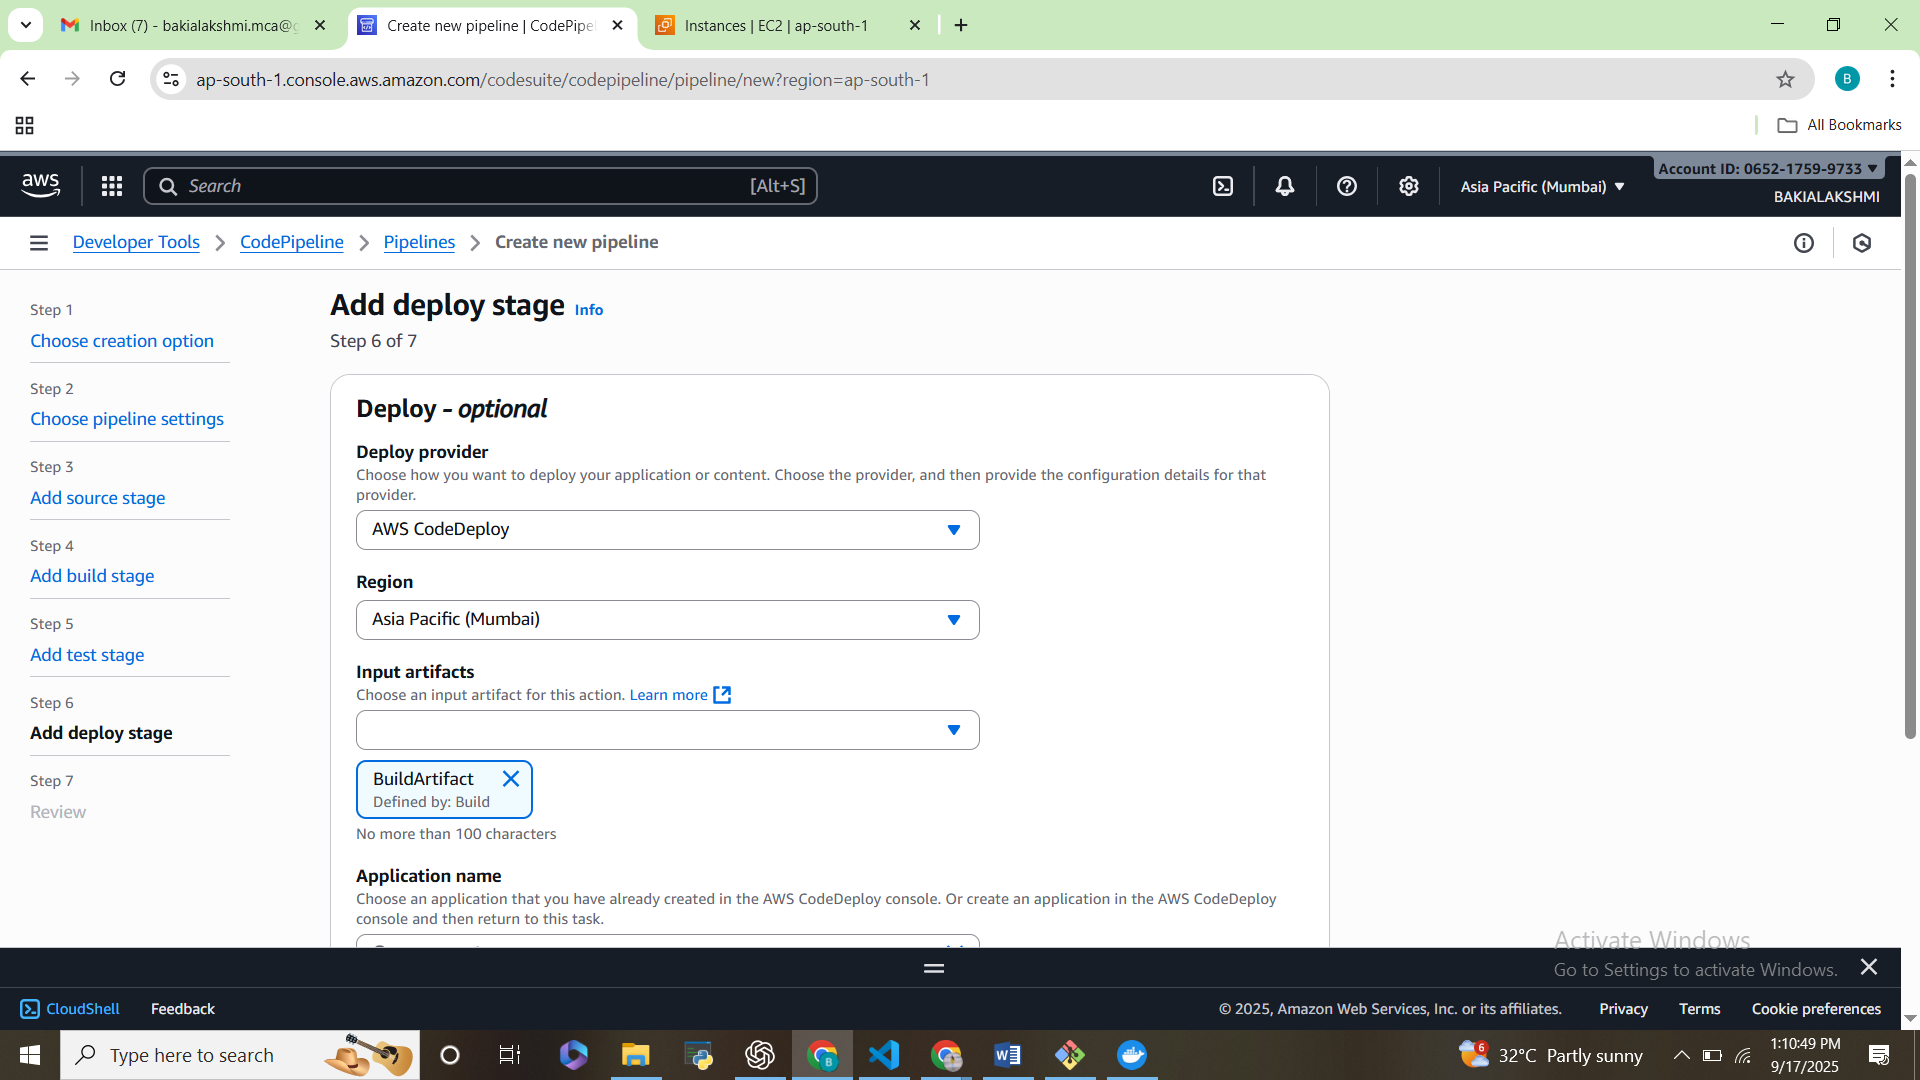 Inbox (7) - bakialakshmi.mca@g
Create new pipeline | CodePipel
Instances | EC2 | ap-south-1
ap-south-1.console.aws.amazon.com/codesuite/codepipeline/pipeline/new?region=ap-south-1
B
All Bookmarks
aws
Search
[Alt+S]
Asia Pacific (Mumbai)
Account ID: 0652-1759-9733
BAKIALAKSHMI
Developer Tools
CodePipeline
Pipelines
Create new pipeline
Step 1
Choose creation option
Step 2
Choose pipeline settings
Step 3
Add source stage
Step 4
Add build stage
Step 5
Add test stage
Step 6
Add deploy stage
Step 7
Review
Add deploy stage Info
Step 6 of 7
Deploy - optional
Deploy provider
Choose how you want to deploy your application or content. Choose the provider, and then provide the configuration details for that
provider.
AWS CodeDeploy
Region
Asia Pacific (Mumbai)
Input artifacts
Choose an input artifact for this action. Learn more
BuildArtifact
Defined by: Build
No more than 100 characters
Application name
Choose an application that you have already created in the AWS CodeDeploy console. Or create an application in the AWS CodeDeploy
console and then return to this task.
Activate Windows
Go to Settings to activate Windows.
CloudShell
Feedback
© 2025, Amazon Web Services, Inc. or its affiliates.
Privacy
Terms
Cookie preferences
Type here to search
B
6
32°C Partly sunny
1:10:49 PM
9/17/2025